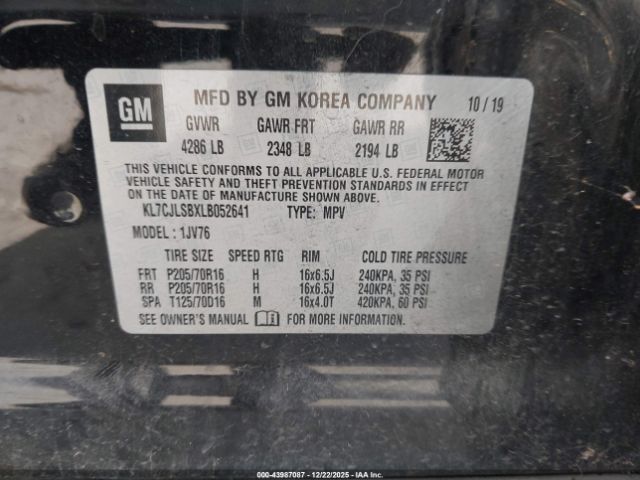 GM MFD BY GM KOREA COMPANY 10 / 19
GVWR GAWR FRT GAWR RR
4286 LB 2348 LB 2194 LB
THIS VEHICLE CONFORMS TO ALL APPLICABLE U.S. FEDERAL MOTOR
VEHICLE SAFETY AND THEFT PREVENTION STANDARDS IN EFFECT
ON THE DATE OF MANUFACTURE SHOWN ABOVE.
KL7CJLSBXLB052641 TYPE: MPV
MODEL : 1JV76
TIRE SIZE SPEED RTG RIM COLD TIRE PRESSURE
FRT P205/70R16 H 16x6.5J 240KPA, 35 PSI
RR P205/70R16 H 16x6.5J 240KPA, 35 PSI
SPA T125/70D16 M 16x4.0T 420KPA, 60 PSI
SEE OWNER'S MANUAL FOR MORE INFORMATION.
000-43987087 - 12/22/2025 - COPYRIGHT IAA, LLC.